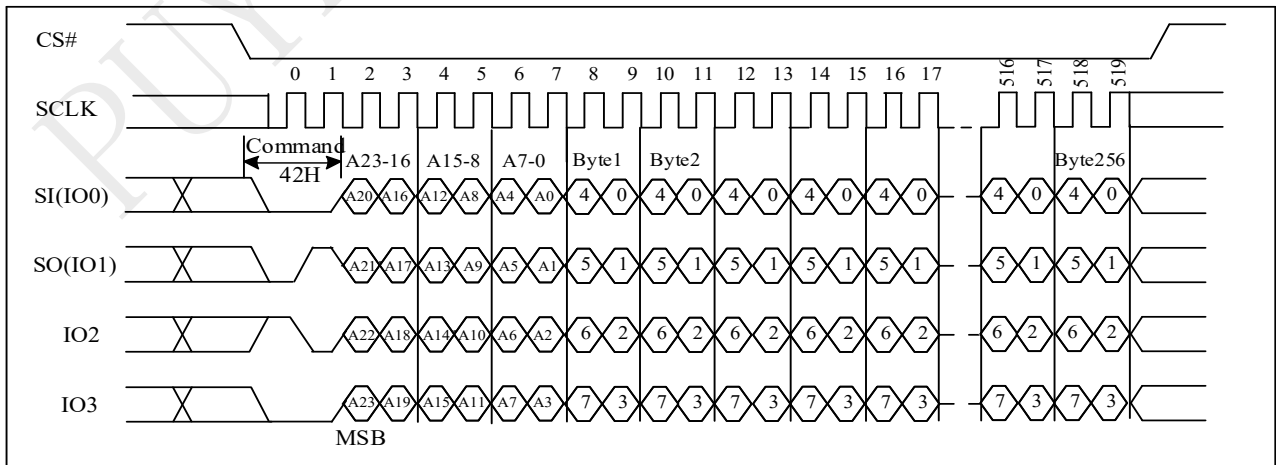 PUY
CS#
0 1 2 3 4 5 6 7 8 9 10 11 12 13 14 15 16 17 516 517 518 519
SCLK
Command A23-16 A15-8 A7-0 Byte1 Byte2 Byte256
42H
SI(IO0) A20 A16 A12 A8 A4 A0 4 0 4 0 4 0 4 0 4 0 4 0 4 0
SO(IO1) A21 A17 A13 A9 A5 A1 5 1 5 1 5 1 5 1 5 1 5 1 5 1
IO2 A22 A18 A14 A10 A6 A2 6 2 6 2 6 2 6 2 6 2 6 2 6 2
IO3 A23 A19 A15 A11 A7 A3 7 3 7 3 7 3 7 3 7 3 7 3 7 3
MSB